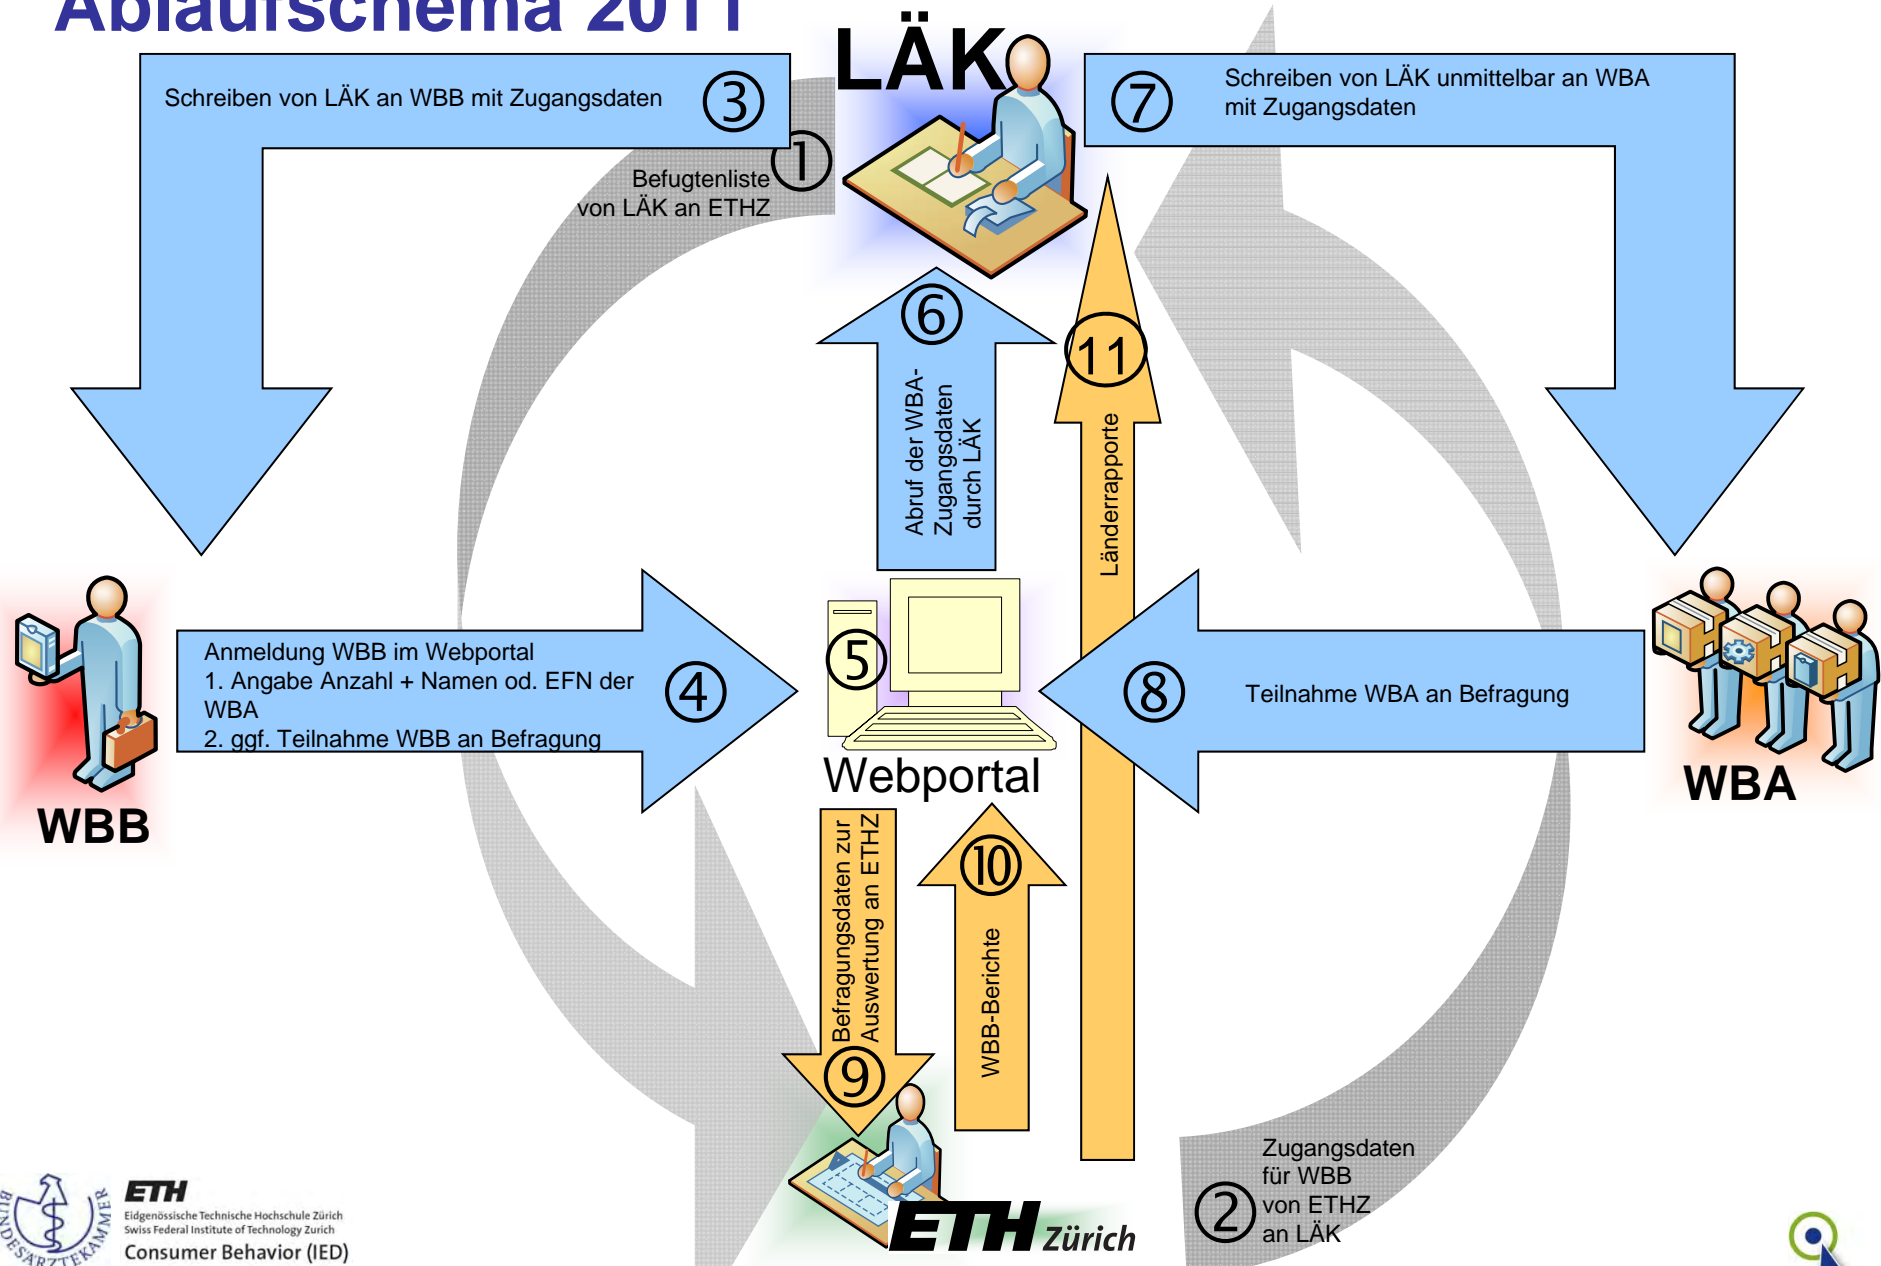 Ablaufschema 2011
LÄK
Schreiben von LÄK an WBB mit Zugangsdaten
3
7
Schreiben von LÄK unmittelbar an WBA
mit Zugangsdaten
1
Befugtenliste
von LÄK an ETHZ
6
Abruf der WBA-
Zugangsdaten
durch LÄK
11
Länderrapporte
Anmeldung WBB im Webportal
1. Angabe Anzahl + Namen od. EFN der
WBA
2. ggf. Teilnahme WBB an Befragung
4
5
8
Teilnahme WBA an Befragung
Webportal
WBB
WBA
Befragungsdaten zur
Auswertung an ETHZ
9
10
WBB-Berichte
2
Zugangsdaten
für WBB
von ETHZ
an LÄK
ETH Zürich
BUNDESÄRZTEKAMMER
ETH
Eidgenössische Technische Hochschule Zürich
Swiss Federal Institute of Technology Zurich
Consumer Behavior (IED)